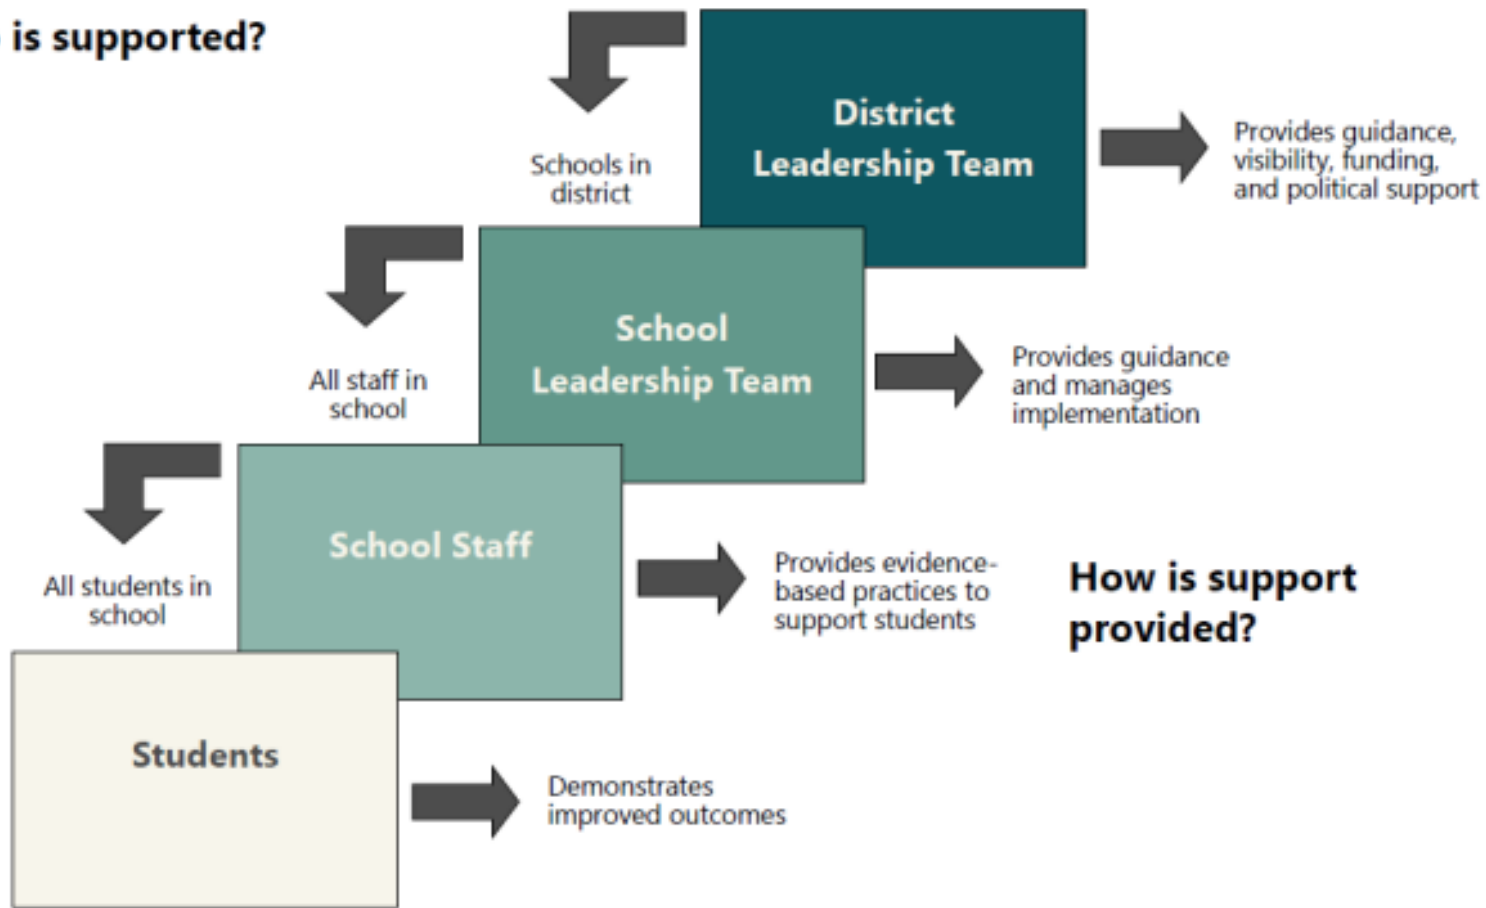 is supported?
District
Leadership Team
Schools in
district
Provides guidance,
visibility, funding,
and political support
School
Leadership Team
All staff in
school
Provides guidance
and manages
implementation
School Staff
All students in
school
Provides evidence-
based practices to
support students
How is support
provided?
Students
Demonstrates
improved outcomes